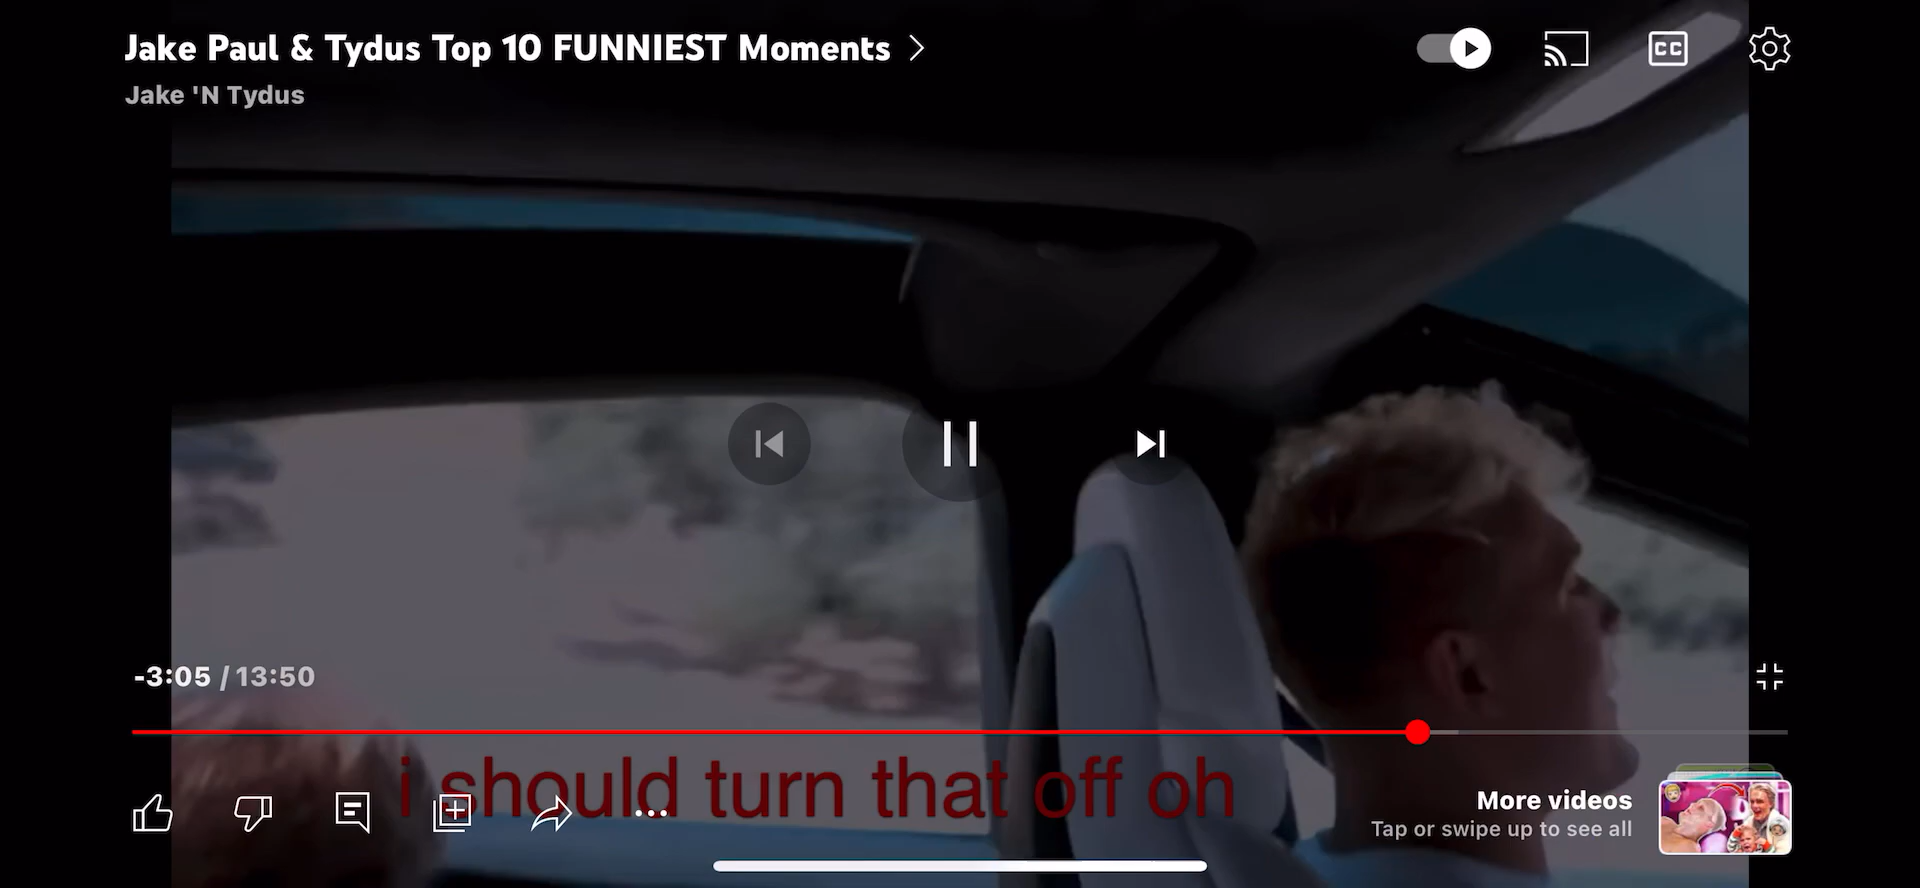 Jake Paul & Tydus Top 10 FUNNIEST Moments
Jake 'N Tydus
CC
-3:05 / 13:50
i should turn that off oh
More videos
Tap or swipe up to see all